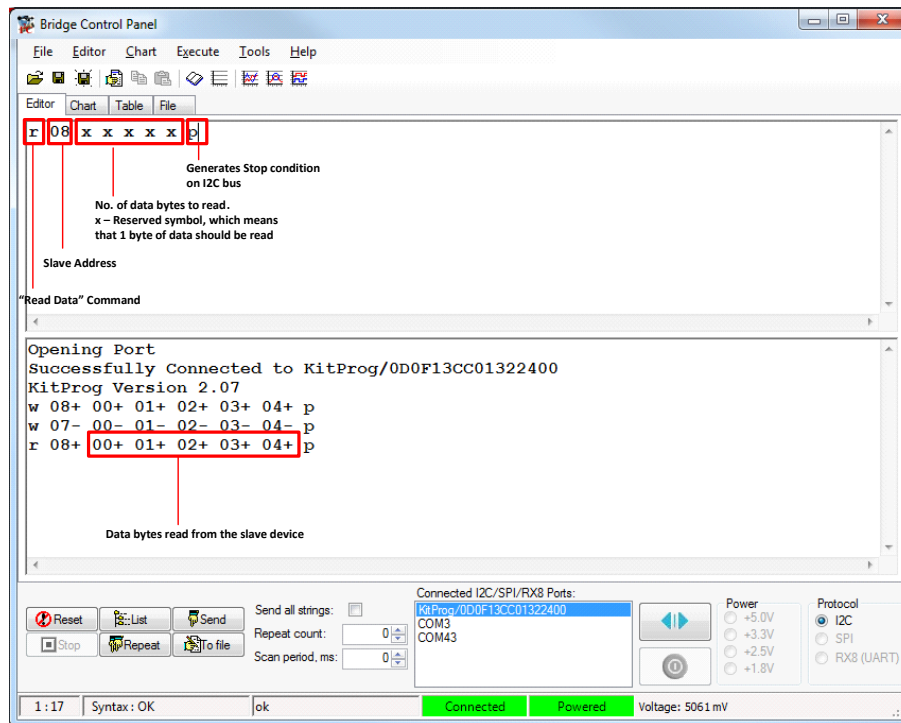 Bridge Control Panel
File Editor Chart Execute Tools Help
Editor Chart Table File
r 08 x x x x x p
Generates Stop condition
on I2C bus
No. of data bytes to read.
x – Reserved symbol, which means
that 1 byte of data should be read
Slave Address
“Read Data” Command
Opening Port
Successfully Connected to KitProg/0D0F13CC01322400
KitProg Version 2.07
w 08+ 00+ 01+ 02+ 03+ 04+ p
w 07- 00- 01- 02- 03- 04- p
r 08+ 00+ 01+ 02+ 03+ 04+ p
Data bytes read from the slave device
Connected I2C/SPI/RX8 Ports:
Reset List Send Send all strings:
Stop Repeat To file Repeat count: 0
Scan period, ms: 0
KitProg/0D0F13CC01322400
COM3
COM43
Power
+5.0V
+3.3V
+2.5V
+1.8V
Protocol
I2C
SPI
RX8 (UART)
1:17 Syntax: OK ok Connected Powered Voltage: 5061 mV